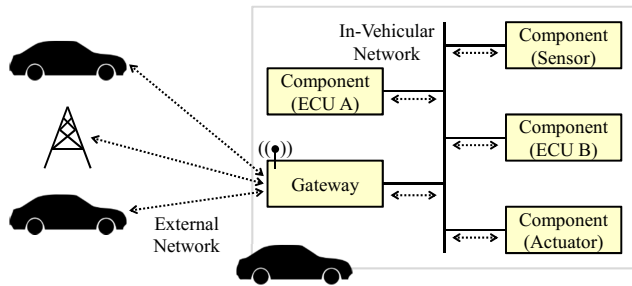 In-Vehicular
Network
Component
(Sensor)
Component
(ECU A)
Component
(ECU B)
((•))
Gateway
External
Network
Component
(Actuator)